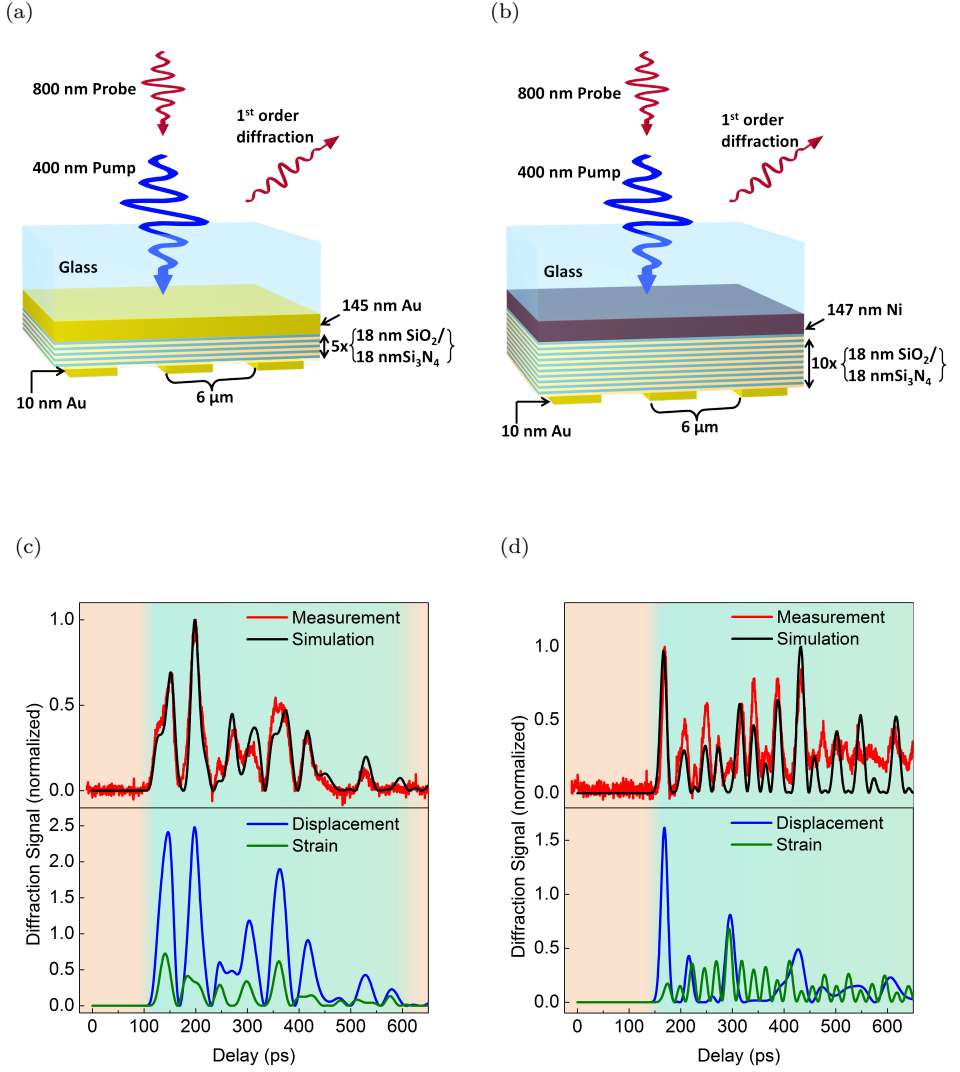 (a)
800 nm Probe
1st order
diffraction
400 nm Pump
Glass
145 nm Au
5x{18 nm SiO2/
18 nmSi3N4}
10 nm Au
6 µm
(b)
800 nm Probe
1st order
diffraction
400 nm Pump
Glass
147 nm Ni
10x{18 nm SiO2/
18 nmSi3N4}
10 nm Au
6 µm
(c)
Diffraction Signal (normalized)
1.0
0.5
0.0
Measurement
Simulation
2.5
2.0
1.5
1.0
0.5
0.0
Displacement
Strain
0 100 200 300 400 500 600
Delay (ps)
(d)
Diffraction Signal (normalized)
1.0
0.5
0.0
Measurement
Simulation
1.5
1.0
0.5
0.0
Displacement
Strain
0 100 200 300 400 500 600
Delay (ps)